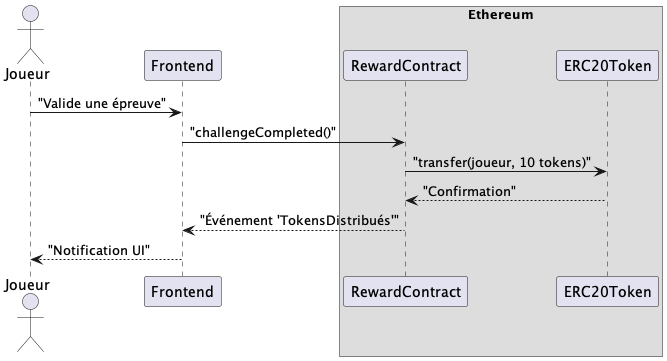 Ethereum
Joueur
Frontend
RewardContract
ERC20Token
"Valide une épreuve"
"challengeCompleted()"
"transfer(joueur, 10 tokens)"
"Confirmation"
"Événement 'TokensDistribués'"
"Notification UI"
Joueur
Frontend
RewardContract
ERC20Token